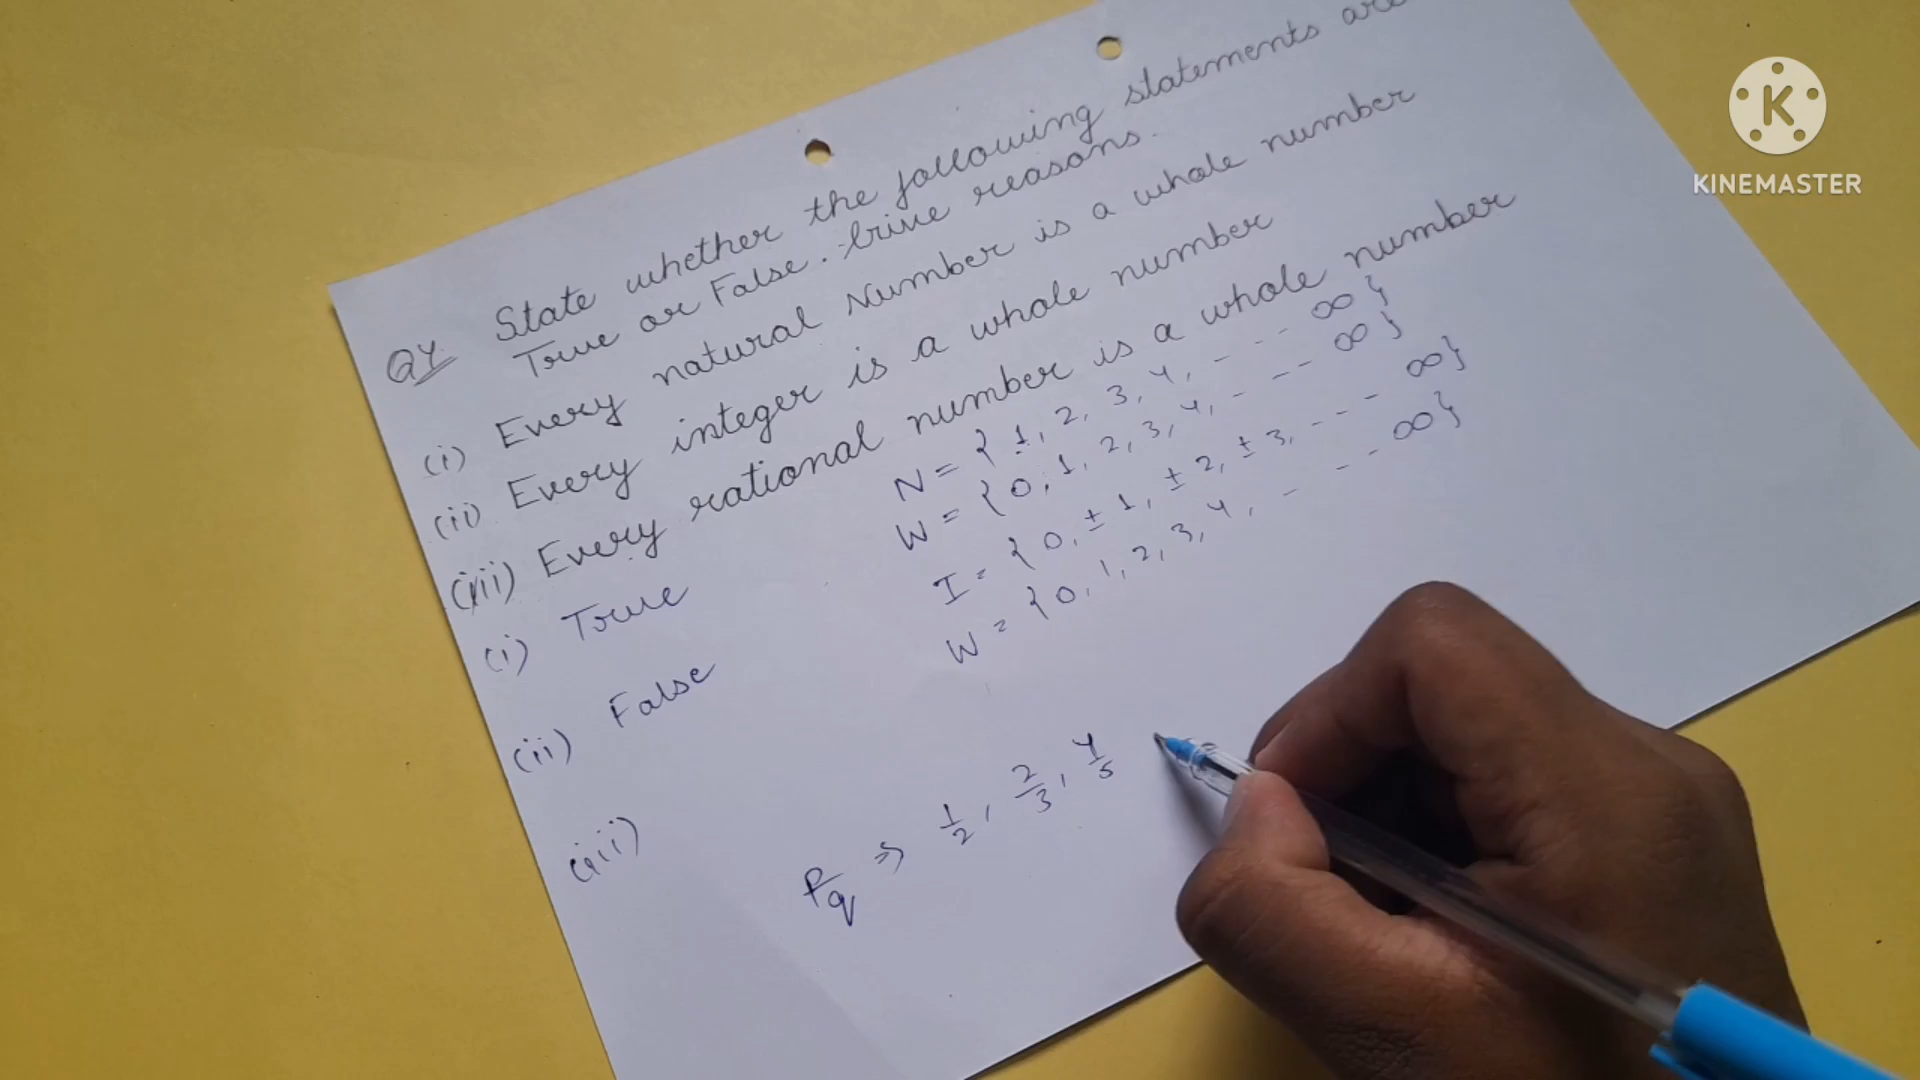 Q4. State whether the following statements are
True or False. Give reasons.
(i) Every natural Number is a whole number
(ii) Every integer is a whole number
(iii) Every rational number is a whole number
(i) True
N = { 1, 2, 3, 4, - - - ∞ }
W = { 0, 1, 2, 3, 4, - - - ∞ }
(ii) False
I = { 0, ± 1, ± 2, ± 3, - - - ∞ }
W = { 0, 1, 2, 3, 4, - - - ∞ }
(iii)
p/q ⇒ 1/2, 2/3, 4/5
K
KINEMASTER